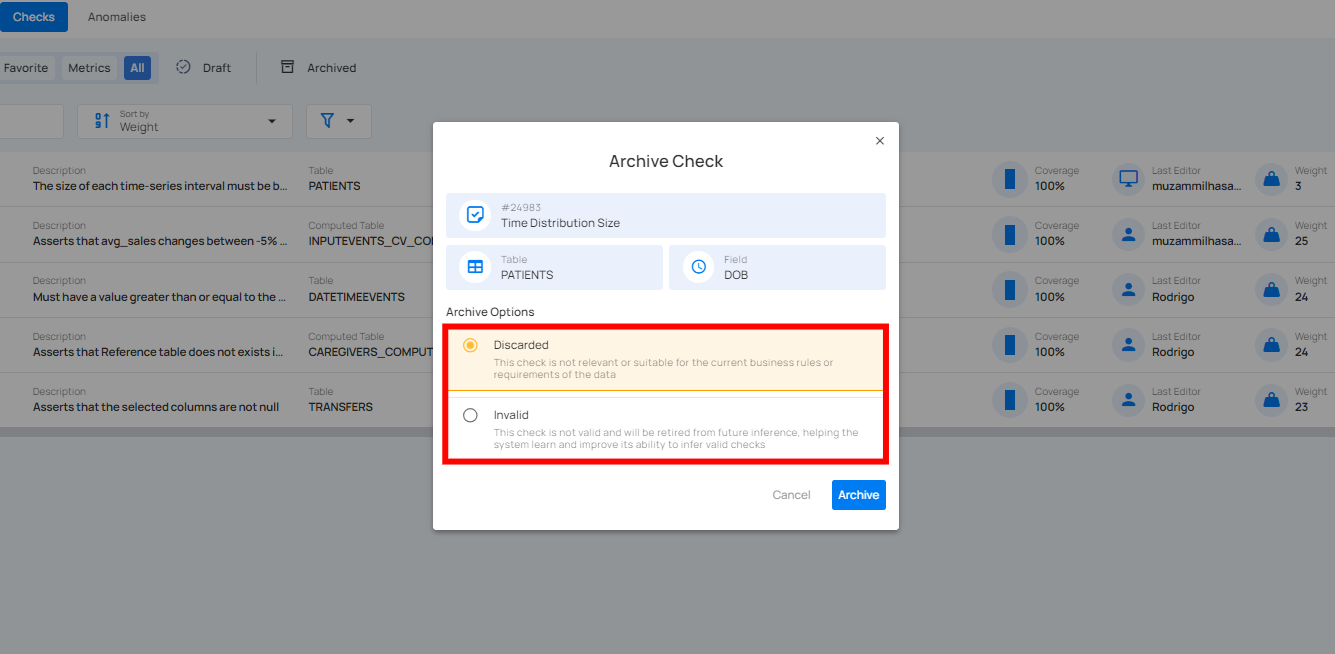 Checks Anomalies
Favorite Metrics All Draft Archived
Sort by
Weight
Description Table Coverage Last Editor Weight
The size of each time-series interval must be b... PATIENTS 100% muzammilhasa... 3
Description Computed Table Coverage Last Editor Weight
Asserts that avg_sales changes between -5% ... INPUTEVENTS_CV_CO 100% muzammilhasa... 25
Description Table Coverage Last Editor Weight
Must have a value greater than or equal to the ... DATETIMEEVENTS 100% Rodrigo 24
Description Computed Table Coverage Last Editor Weight
Asserts that Reference table does not exists i... CAREGIVERS_COMPUT 100% Rodrigo 24
Description Table Coverage Last Editor Weight
Asserts that the selected columns are not null TRANSFERS 100% Rodrigo 23
Archive Check
#24983
Time Distribution Size
Table
PATIENTS
Field
DOB
Archive Options
Discarded
This check is not relevant or suitable for the current business rules or
requirements of the data
Invalid
This check is not valid and will be retired from future inference, helping the
system learn and improve its ability to infer valid checks
Cancel Archive